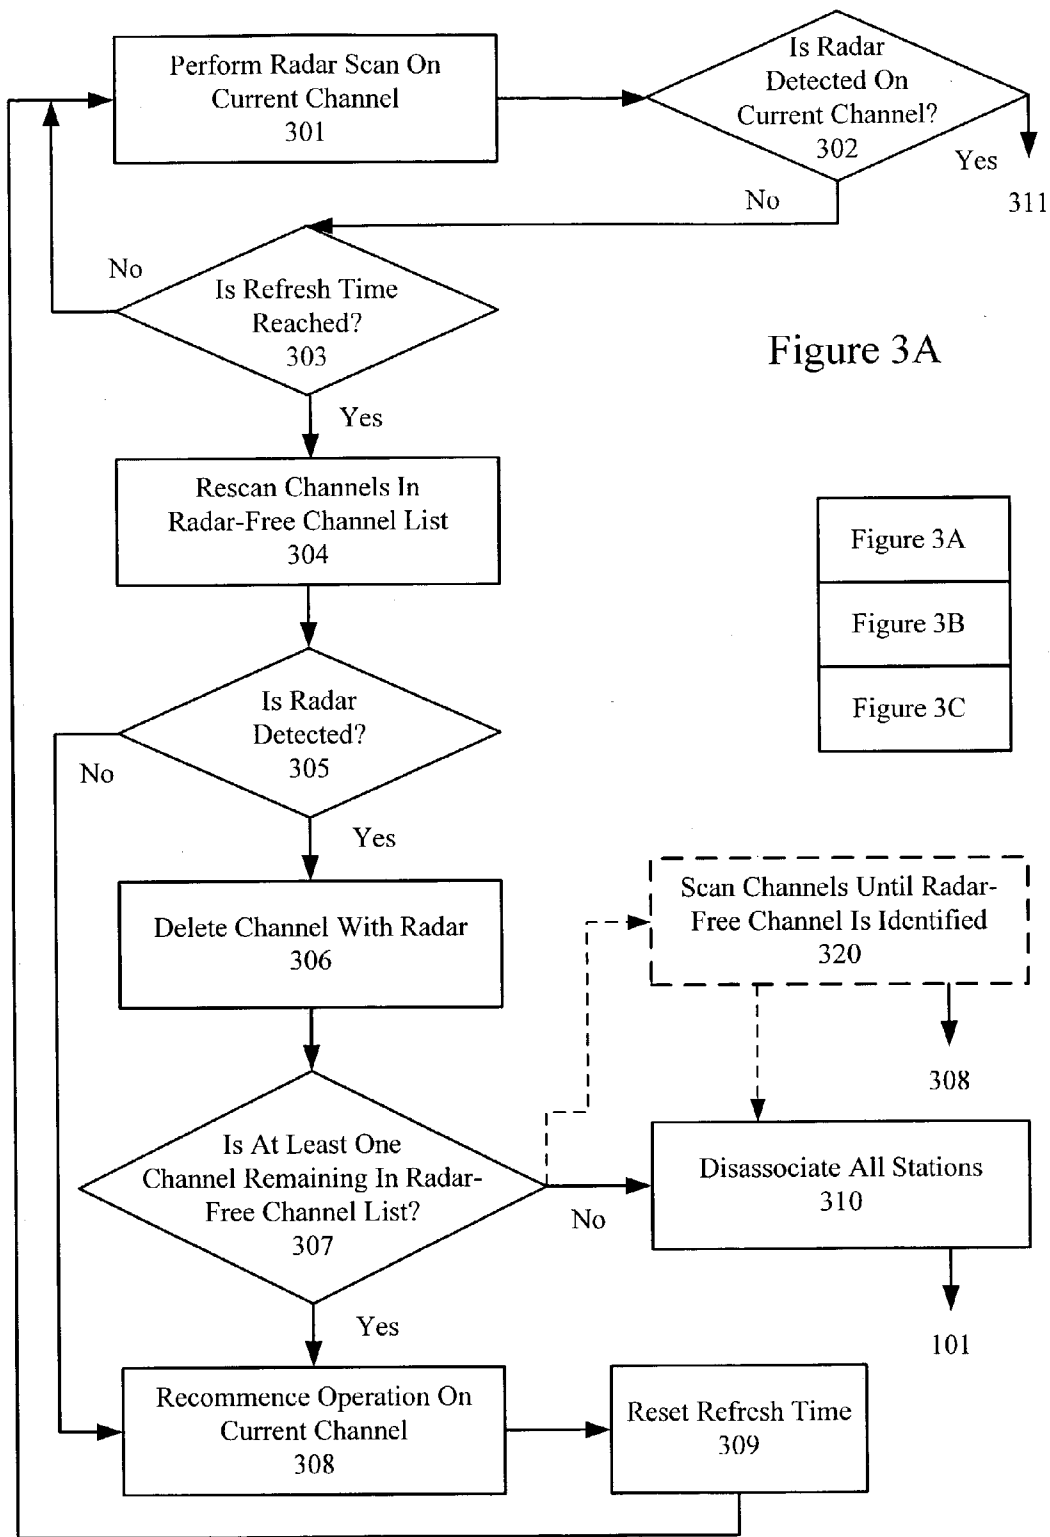 Perform Radar Scan On
Current Channel
301
Is Radar
Detected On
Current Channel?
302
Yes
311
No
No
Is Refresh Time
Reached?
303
Figure 3A
Yes
Rescan Channels In
Radar-Free Channel List
304
Figure 3A
Figure 3B
Figure 3C
Is Radar
Detected?
305
No
Yes
Delete Channel With Radar
306
Scan Channels Until Radar-
Free Channel Is Identified
320
308
Is At Least One
Channel Remaining In Radar-
Free Channel List?
307
No
Disassociate All Stations
310
101
Yes
Recommence Operation On
Current Channel
308
Reset Refresh Time
309